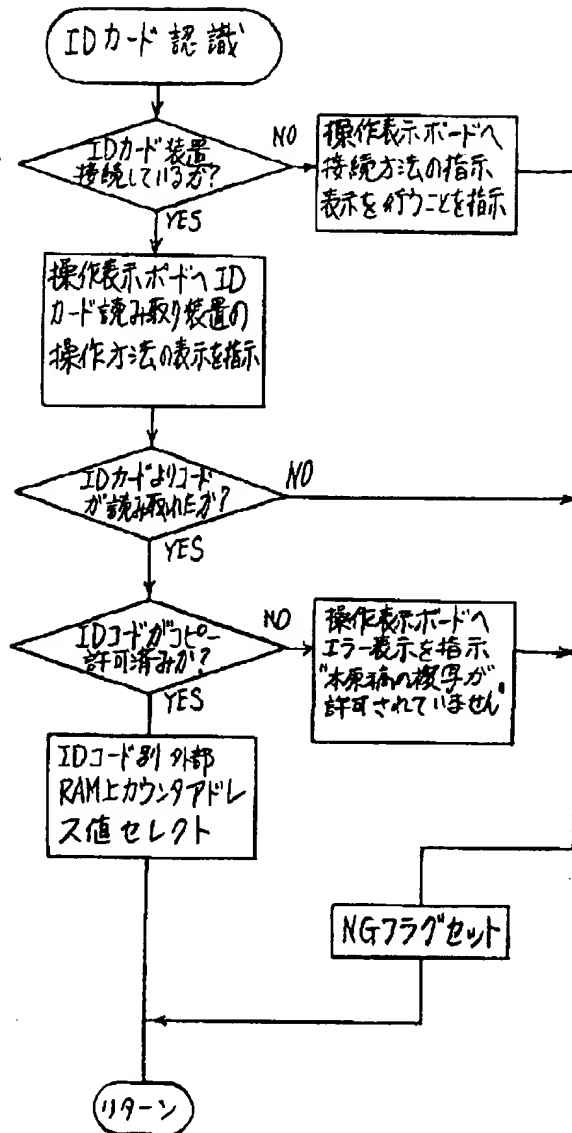 IDカード 認識
IDカード装置
接続しているか?
NO
YES
操作表示ボードへ
接続方法の指示
表示を行うことを指示
操作表示ボードへID
カード読み取り装置の
操作方法の表示を指示
IDカードよりコード
が読み取れたか?
NO
YES
IDコードがコピー
許可済みか?
NO
YES
操作表示ボードへ
エラー表示を指示
"本原稿の複写が
許可されていません"
IDコード別 外部
RAM上カウンタアドレ
ス値セレクト
NGフラグセット
リターン